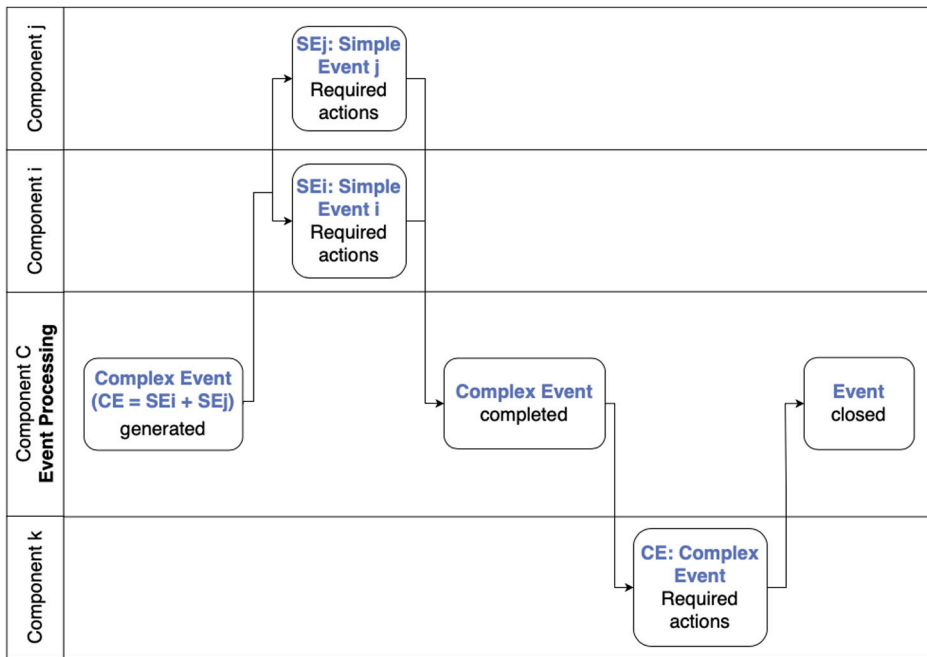 Component j
SEj: Simple
Event j
Required
actions
Component i
SEi: Simple
Event i
Required
actions
Component C
Event Processing
Complex Event
(CE = SEi + SEj)
generated
Complex Event
completed
Event
closed
Component k
CE: Complex
Event
Required
actions